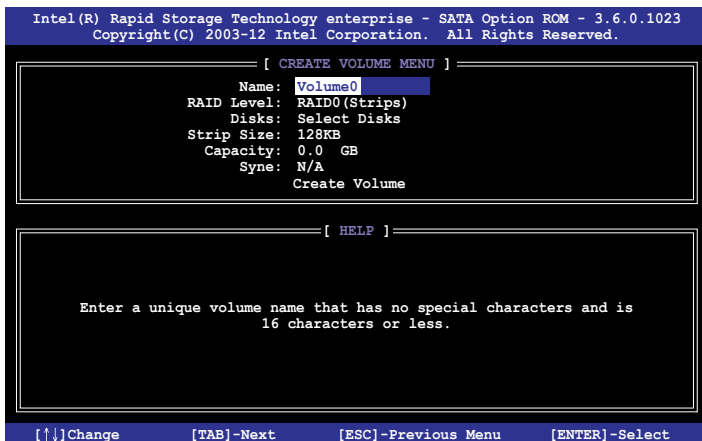 Intel(R) Rapid Storage Technology enterprise - SATA Option ROM - 3.6.0.1023
Copyright(C) 2003-12 Intel Corporation. All Rights Reserved.
[ CREATE VOLUME MENU ]
Name: Volume0
RAID Level: RAID0(Strips)
Disks: Select Disks
Strip Size: 128KB
Capacity: 0.0 GB
Syne: N/A
Create Volume
[ HELP ]
Enter a unique volume name that has no special characters and is
16 characters or less.
[↑↓]Change [TAB]-Next [ESC]-Previous Menu [ENTER]-Select